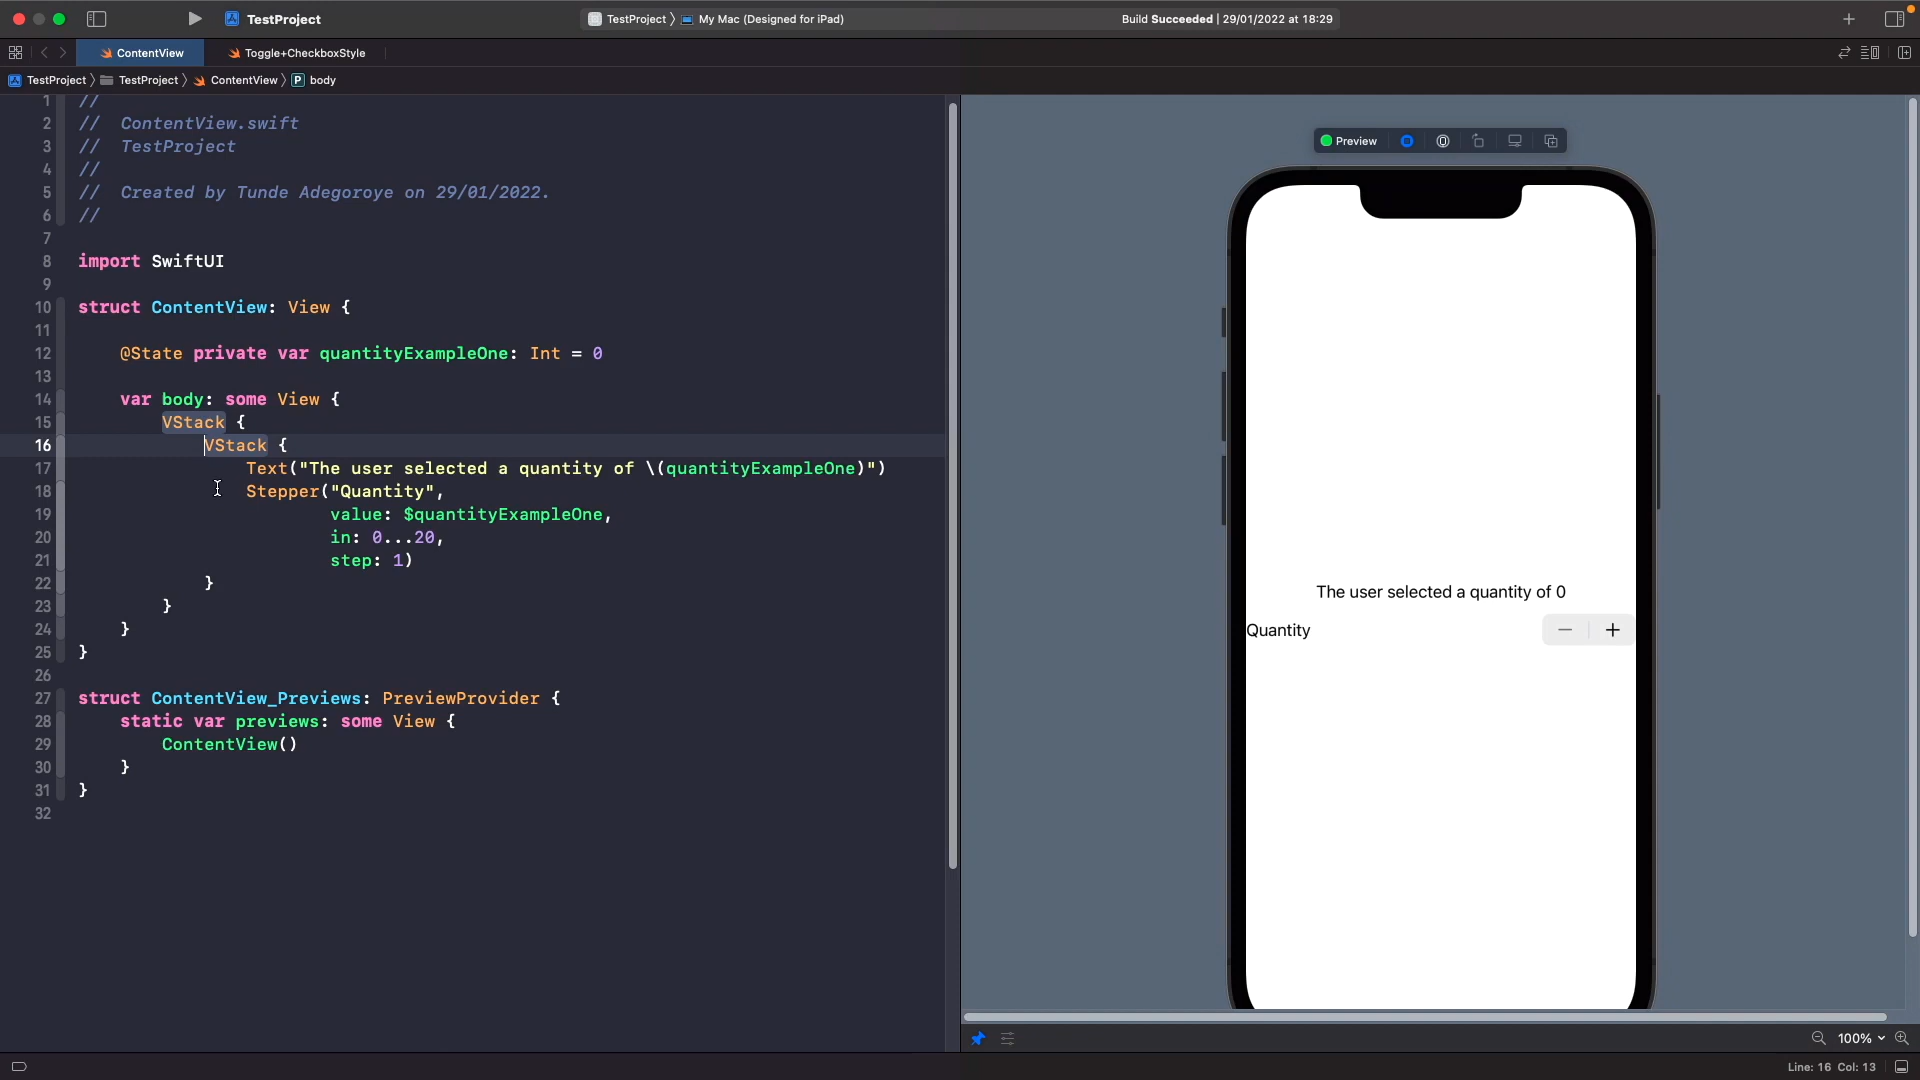 TestProject
TestProject 〉 My Mac (Designed for iPad)
Build Succeeded | 29/01/2022 at 18:29
ContentView
Toggle+CheckboxStyle
TestProject 〉 TestProject 〉 ContentView 〉 P body
1 //
2 //  ContentView.swift
3 //  TestProject
4 //
5 //  Created by Tunde Adegoroye on 29/01/2022.
6 //
7
8 import SwiftUI
9
10 struct ContentView: View {
11
12     @State private var quantityExampleOne: Int = 0
13
14     var body: some View {
15         VStack {
16             VStack {
17                 Text("The user selected a quantity of \(quantityExampleOne)")
18                 Stepper("Quantity",
19                         value: $quantityExampleOne,
20                         in: 0...20,
21                         step: 1)
22             }
23         }
24     }
25 }
26
27 struct ContentView_Previews: PreviewProvider {
28     static var previews: some View {
29         ContentView()
30     }
31 }
32
Preview
The user selected a quantity of 0
Quantity
100%
Line: 16 Col: 13